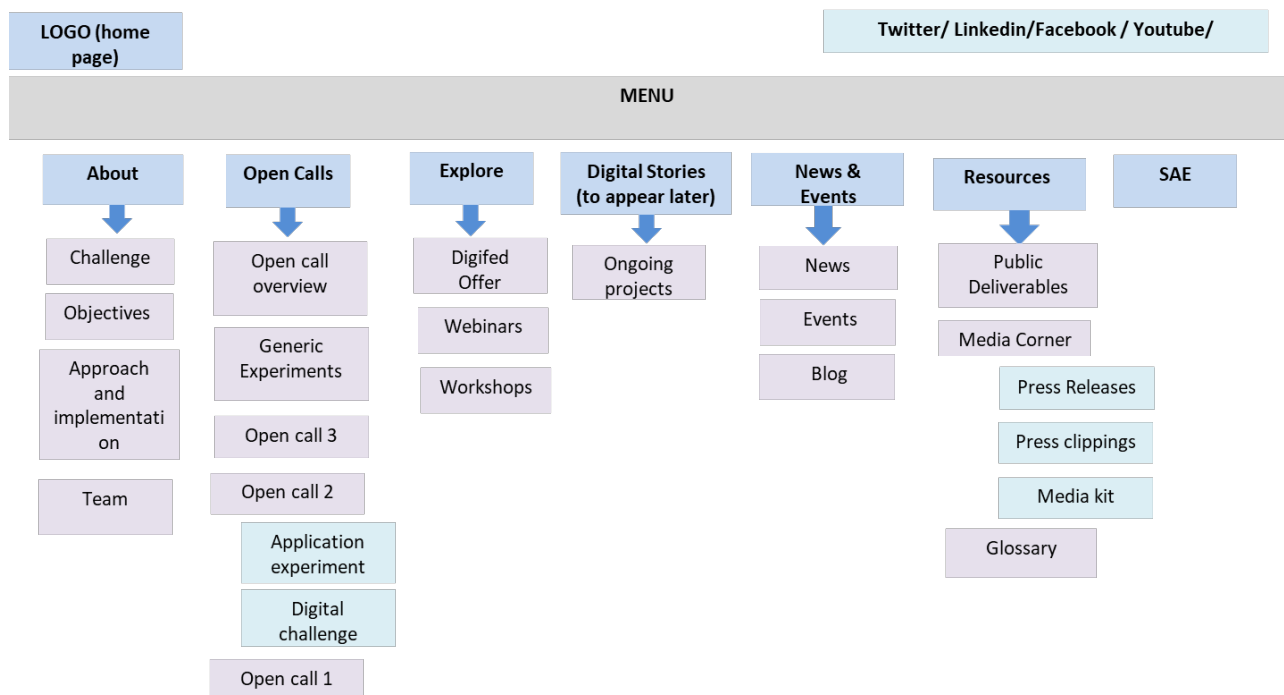 LOGO (home
page)
Twitter/ Linkedin/Facebook / Youtube/
MENU
About
Challenge
Objectives
Approach
and
implementati
on
Team
Open Calls
Open call
overview
Generic
Experiments
Open call 3
Open call 2
Application
experiment
Digital
challenge
Open call 1
Explore
Digifed
Offer
Webinars
Workshops
Digital Stories
(to appear later)
Ongoing
projects
News &
Events
News
Events
Blog
Resources
Public
Deliverables
Media Corner
Press Releases
Press clippings
Media kit
Glossary
SAE